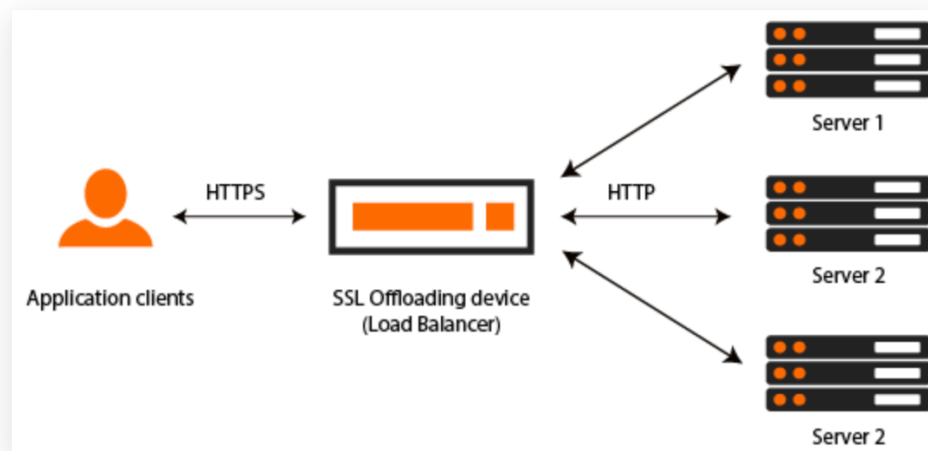 Server 1
HTTPS
HTTP
Server 2
Application clients
SSL Offloading device
(Load Balancer)
Server 2